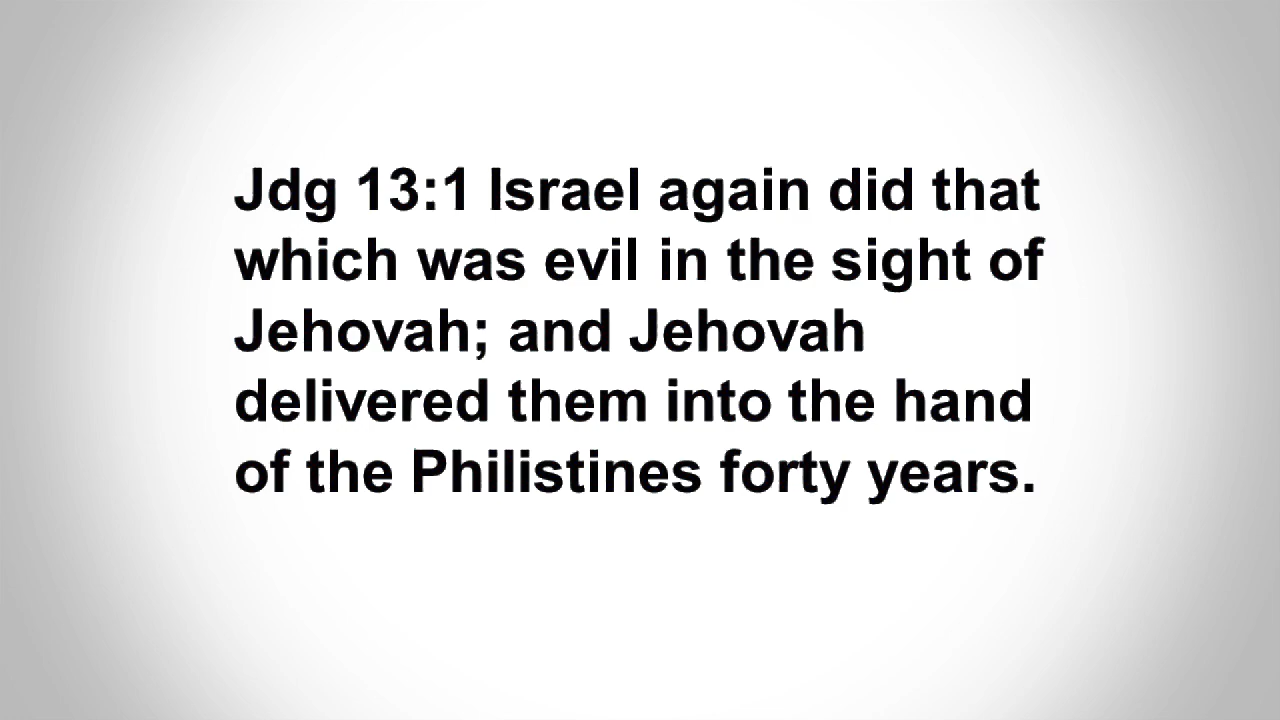 Jdg 13:1 Israel again did that
which was evil in the sight of
Jehovah; and Jehovah
delivered them into the hand
of the Philistines forty years.